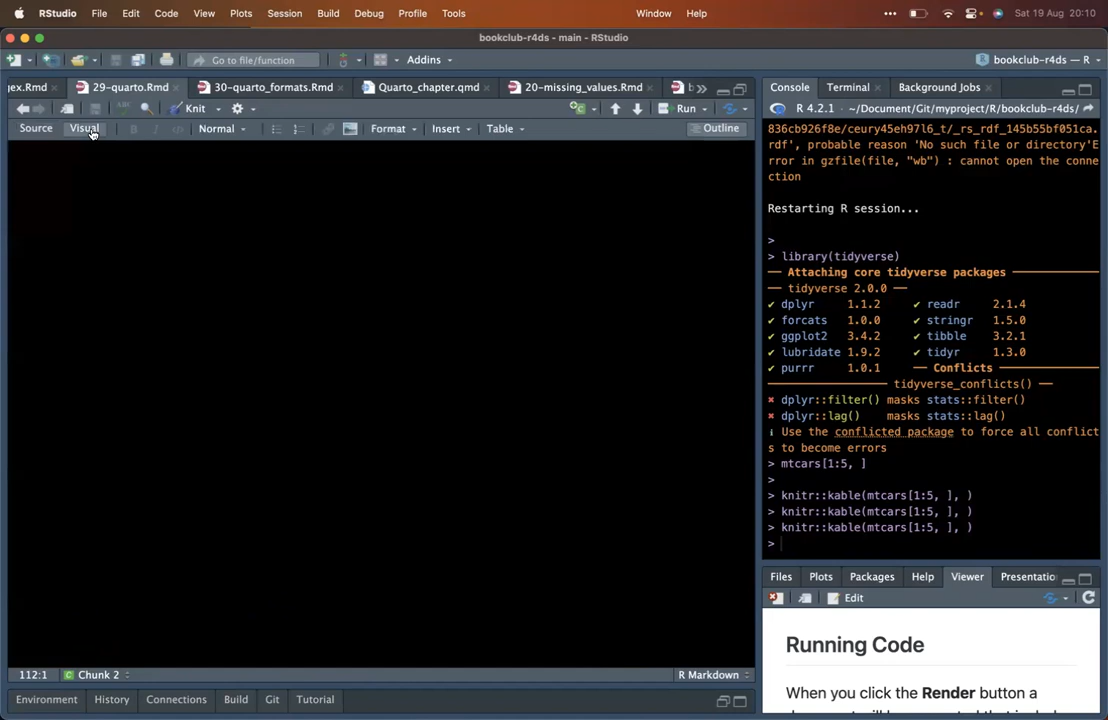 RStudio File Edit Code View Plots Session Build Debug Profile Tools Window Help ••• Sat 19 Aug 20:10
bookclub-r4ds - main - RStudio
Go to file/function Addins bookclub-r4ds — R
gex.Rmd 29-quarto.Rmd 30-quarto_formats.Rmd Quarto_chapter.qmd 20-missing_values.Rmd b
Knit Run
Source Visual B I </> Normal Format Insert Table Outline
112:1 Chunk 2 R Markdown
Environment History Connections Build Git Tutorial
Console Terminal Background Jobs
R 4.2.1 · ~/Document/Git/myproject/R/bookclub-r4ds/
836cb926f8e/ceury45eh97l6_t/_rs_rdf_145b55bf051ca.
rdf', probable reason 'No such file or directory'E
rror in gzfile(file, "wb") : cannot open the conne
ction
Restarting R session...
>
> library(tidyverse)
── Attaching core tidyverse packages ──────
── tidyverse 2.0.0 ──
✔ dplyr 1.1.2 ✔ readr 2.1.4
✔ forcats 1.0.0 ✔ stringr 1.5.0
✔ ggplot2 3.4.2 ✔ tibble 3.2.1
✔ lubridate 1.9.2 ✔ tidyr 1.3.0
✔ purrr 1.0.1 ── Conflicts ──────
────── tidyverse_conflicts() ──
✖ dplyr::filter() masks stats::filter()
✖ dplyr::lag() masks stats::lag()
ℹ Use the conflicted package to force all conflict
s to become errors
> mtcars[1:5, ]
>
> knitr::kable(mtcars[1:5, ], )
> knitr::kable(mtcars[1:5, ], )
> knitr::kable(mtcars[1:5, ], )
>
Files Plots Packages Help Viewer Presentatio
Edit
Running Code
When you click the Render button a